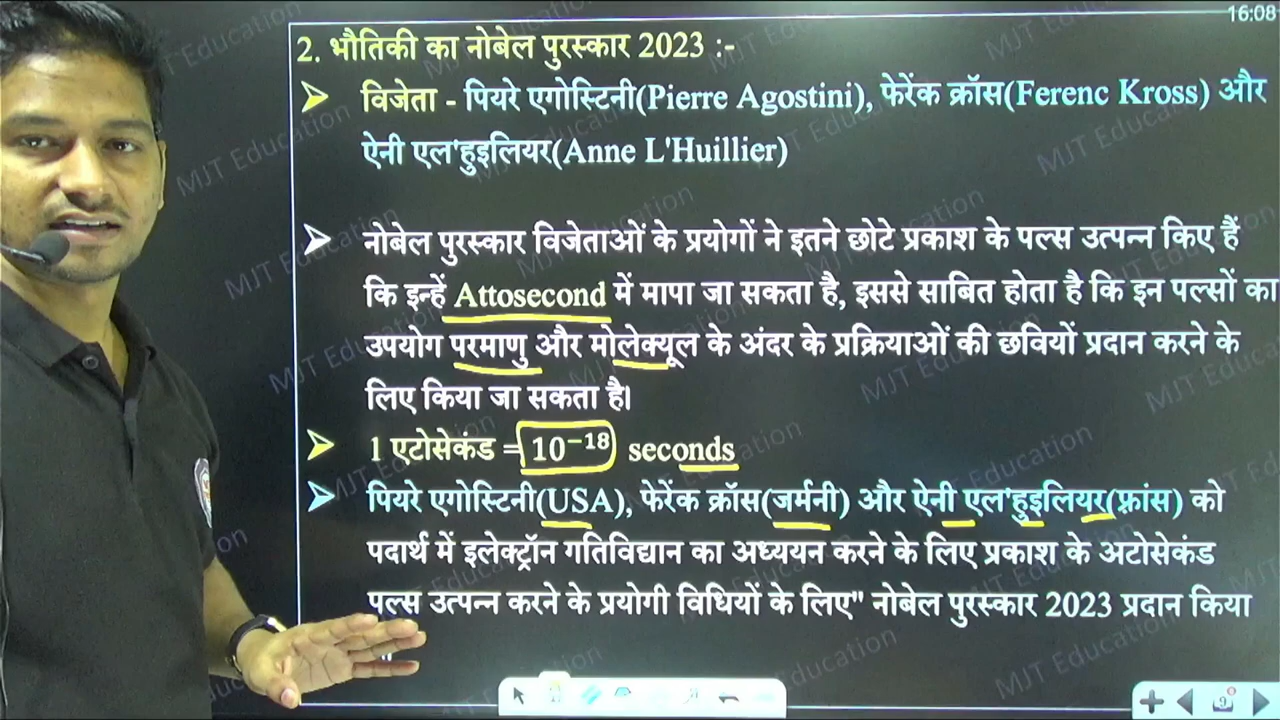 16:08
2. भौतिकी का नोबेल पुरस्कार 2023 :-
विजेता - पियरे एगोस्टिनी(Pierre Agostini), फेरेंक क्रॉस(Ferenc Kross) और
ऐनी एल'हुइलियर(Anne L'Huillier)
नोबेल पुरस्कार विजेताओं के प्रयोगों ने इतने छोटे प्रकाश के पल्स उत्पन्न किए हैं
कि इन्हें Attosecond में मापा जा सकता है, इससे साबित होता है कि इन पल्सों का
उपयोग परमाणु और मोलेक्यूल के अंदर के प्रक्रियाओं की छवियों प्रदान करने के
लिए किया जा सकता है।
1 एटोसेकंड = 10⁻¹⁸ seconds
पियरे एगोस्टिनी(USA), फेरेंक क्रॉस(जर्मनी) और ऐनी एल'हुइलियर(फ़्रांस) को
पदार्थ में इलेक्ट्रॉन गतिविद्यान का अध्ययन करने के लिए प्रकाश के अटोसेकंड
पल्स उत्पन्न करने के प्रयोगी विधियों के लिए" नोबेल पुरस्कार 2023 प्रदान किया
MJT Education